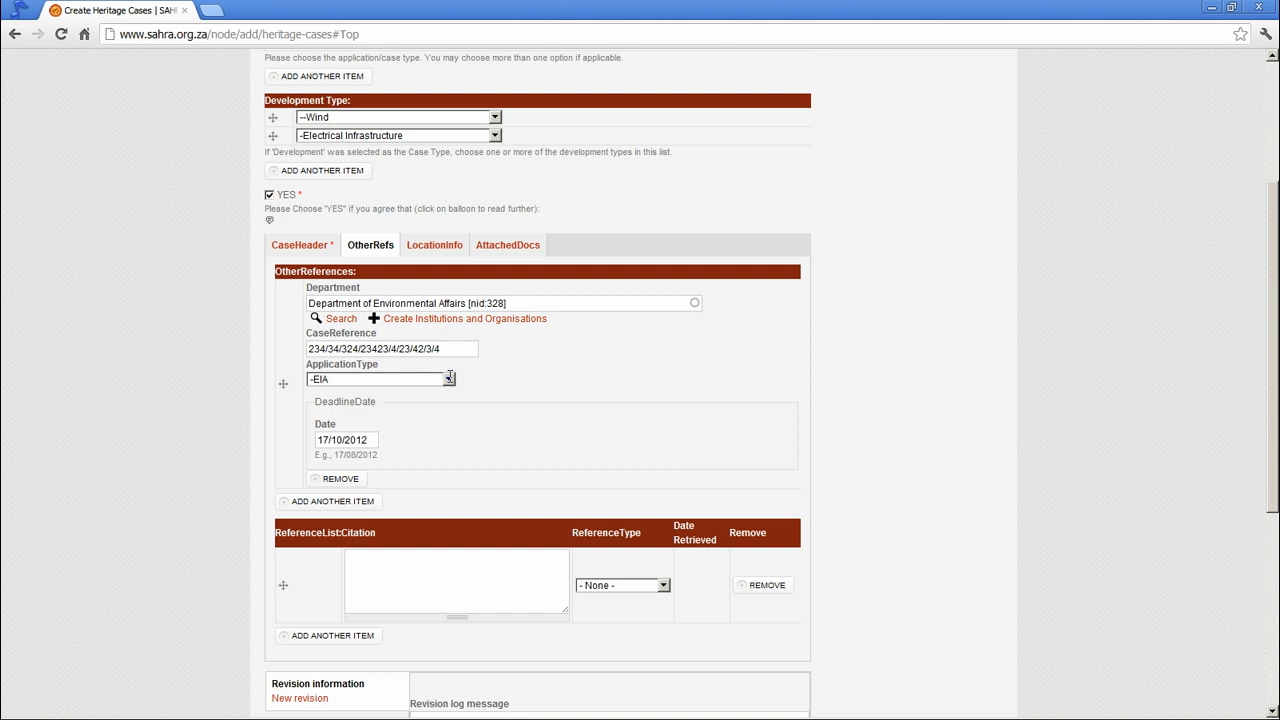 Create Heritage Cases | SAH
www.sahra.org.za/node/add/heritage-cases#Top
Please choose the application/case type. You may choose more than one option if applicable.
ADD ANOTHER ITEM
Development Type:
--Wind
-Electrical Infrastructure
If 'Development' was selected as the Case Type, choose one or more of the development types in this list.
ADD ANOTHER ITEM
YES *
Please Choose "YES" if you agree that (click on balloon to read further):
CaseHeader * OtherRefs LocationInfo AttachedDocs
OtherReferences:
Department
Department of Environmental Affairs [nid:328]
Search Create Institutions and Organisations
CaseReference
234/34/324/23423/4/23/42/3/4
ApplicationType
-EIA
DeadlineDate
Date
17/10/2012
E.g., 17/08/2012
REMOVE
ADD ANOTHER ITEM
ReferenceList:Citation ReferenceType Date Retrieved Remove
- None - REMOVE
ADD ANOTHER ITEM
Revision information
New revision
Revision log message